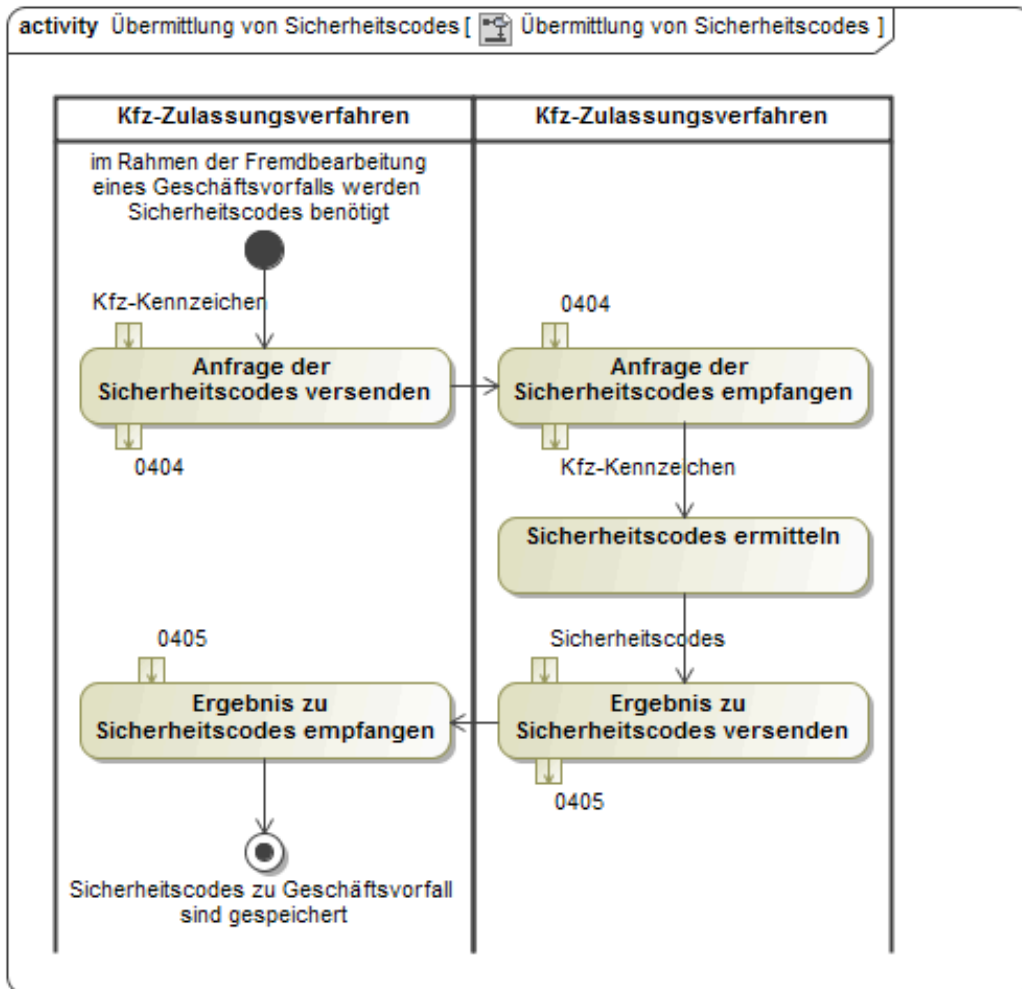 activity Übermittlung von Sicherheitscodes [ Übermittlung von Sicherheitscodes ]
Kfz-Zulassungsverfahren
Kfz-Zulassungsverfahren
im Rahmen der Fremdbearbeitung
eines Geschäftsvorfalls werden
Sicherheitscodes benötigt
Kfz-Kennzeichen
0404
Anfrage der
Sicherheitscodes versenden
Anfrage der
Sicherheitscodes empfangen
0404
Kfz-Kennzeichen
Sicherheitscodes ermitteln
0405
Sicherheitscodes
Ergebnis zu
Sicherheitscodes empfangen
Ergebnis zu
Sicherheitscodes versenden
0405
Sicherheitscodes zu Geschäftsvorfall
sind gespeichert